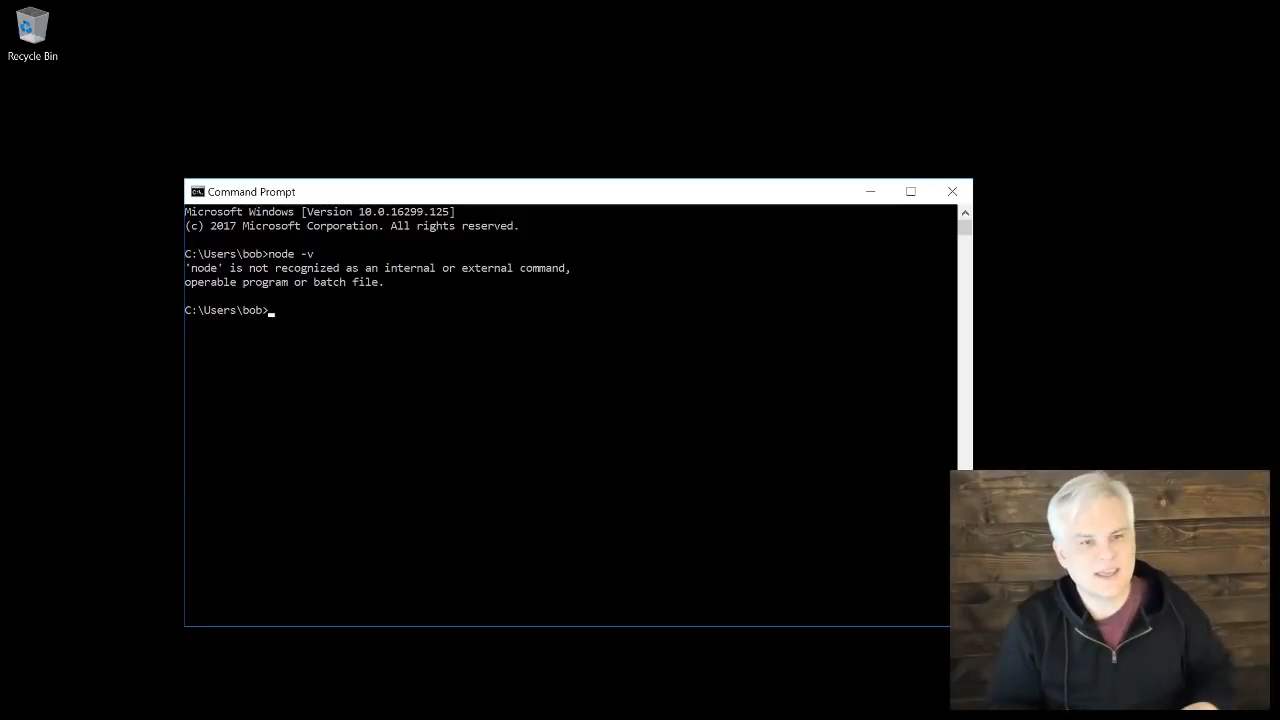 Recycle Bin
Command Prompt
Microsoft Windows [Version 10.0.16299.125]
(c) 2017 Microsoft Corporation. All rights reserved.
C:\Users\bob>node -v
'node' is not recognized as an internal or external command,
operable program or batch file.
C:\Users\bob>